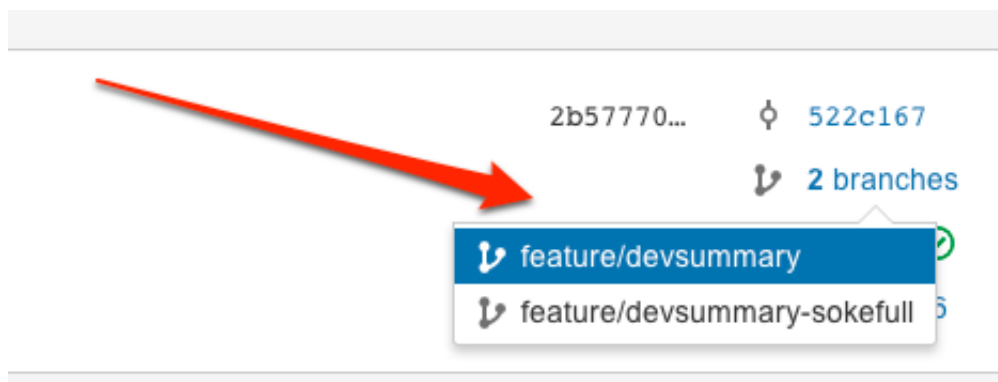 2b57770… 522c167
2 branches
feature/devsummary
feature/devsummary-sokefull